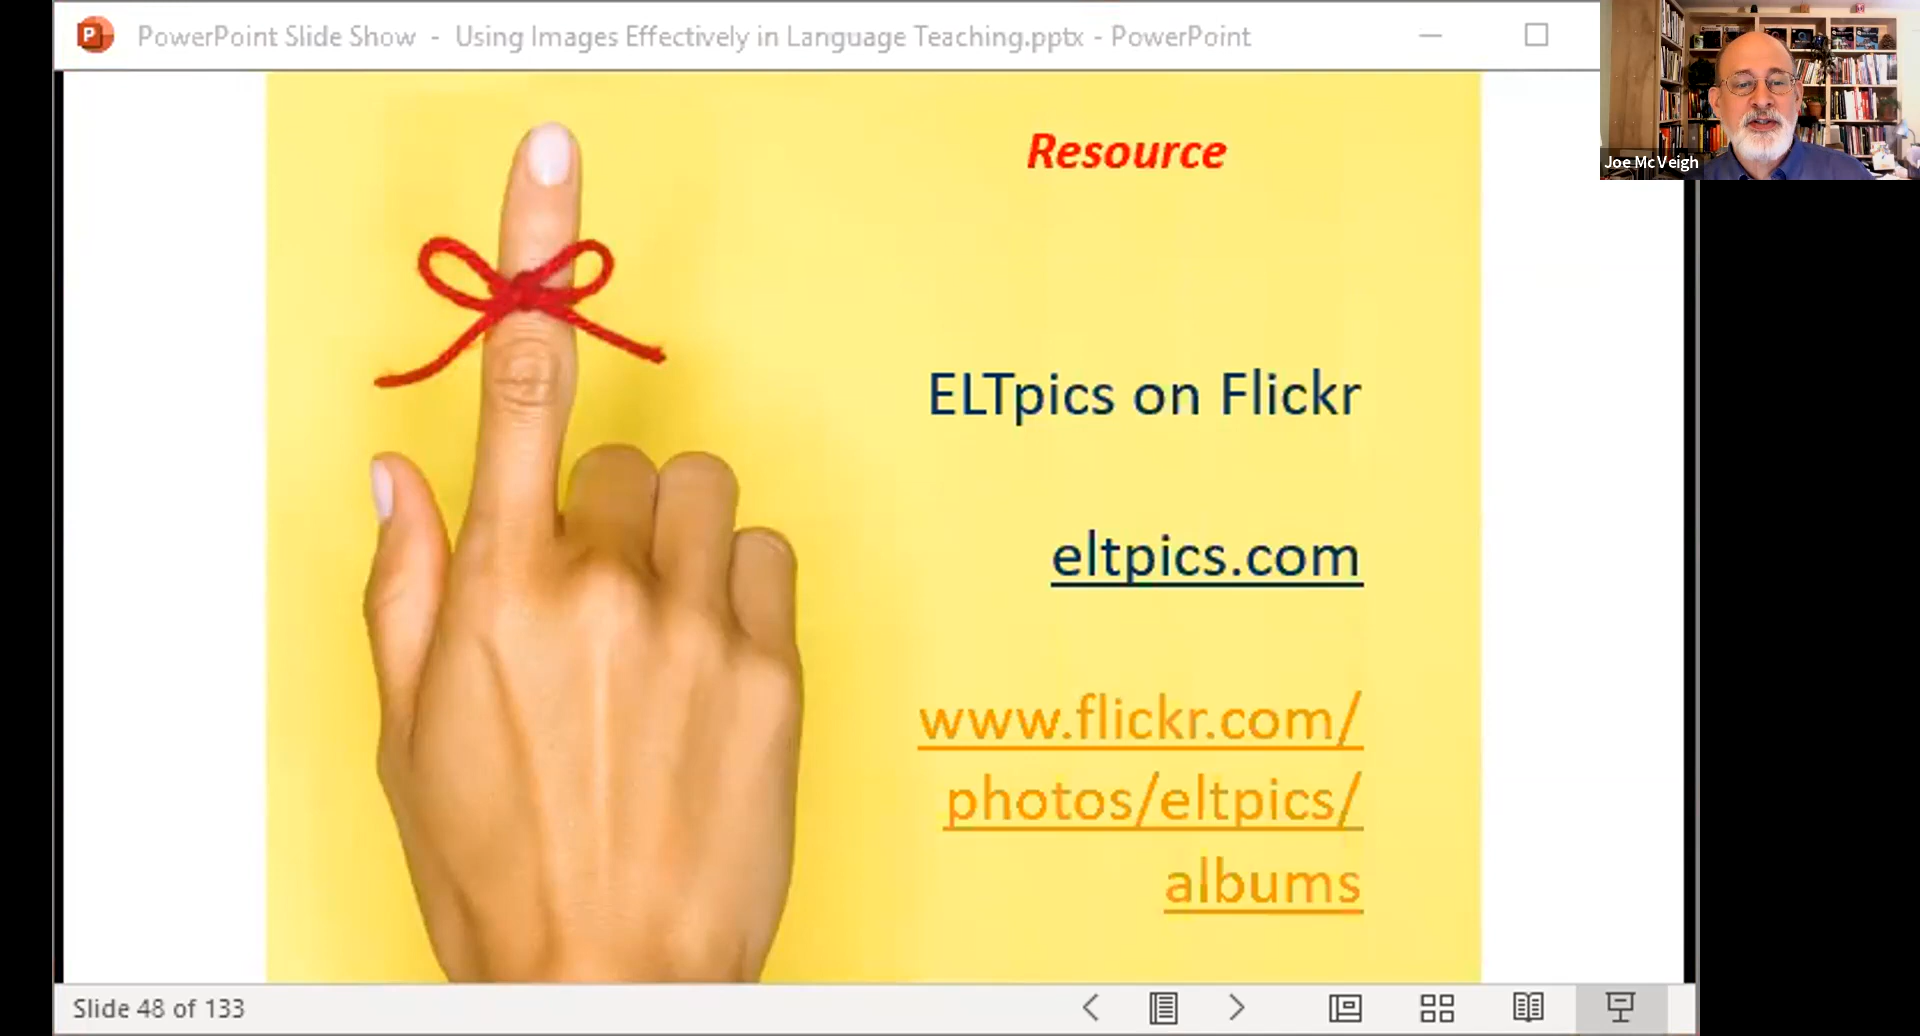 PowerPoint Slide Show - Using Images Effectively in Language Teaching.pptx - PowerPoint
Joe McVeigh
Resource
ELTpics on Flickr
eltpics.com
www.flickr.com/
photos/eltpics/
albums
Slide 48 of 133